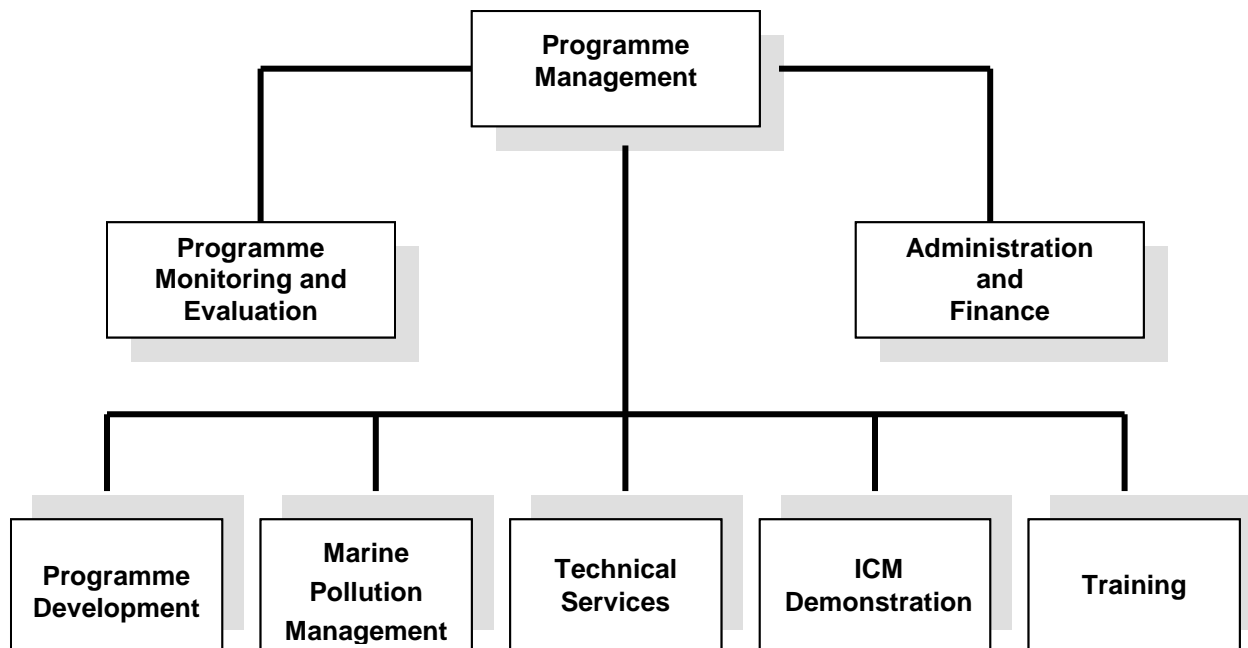 Programme
Management
Programme
Monitoring and
Evaluation
Administration
and
Finance
Programme
Development
Marine
Pollution
Management
Technical
Services
ICM
Demonstration
Training